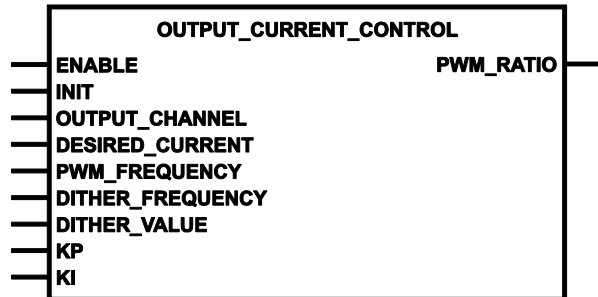 OUTPUT_CURRENT_CONTROL
ENABLE PWM_RATIO
INIT
OUTPUT_CHANNEL
DESIRED_CURRENT
PWM_FREQUENCY
DITHER_FREQUENCY
DITHER_VALUE
KP
KI